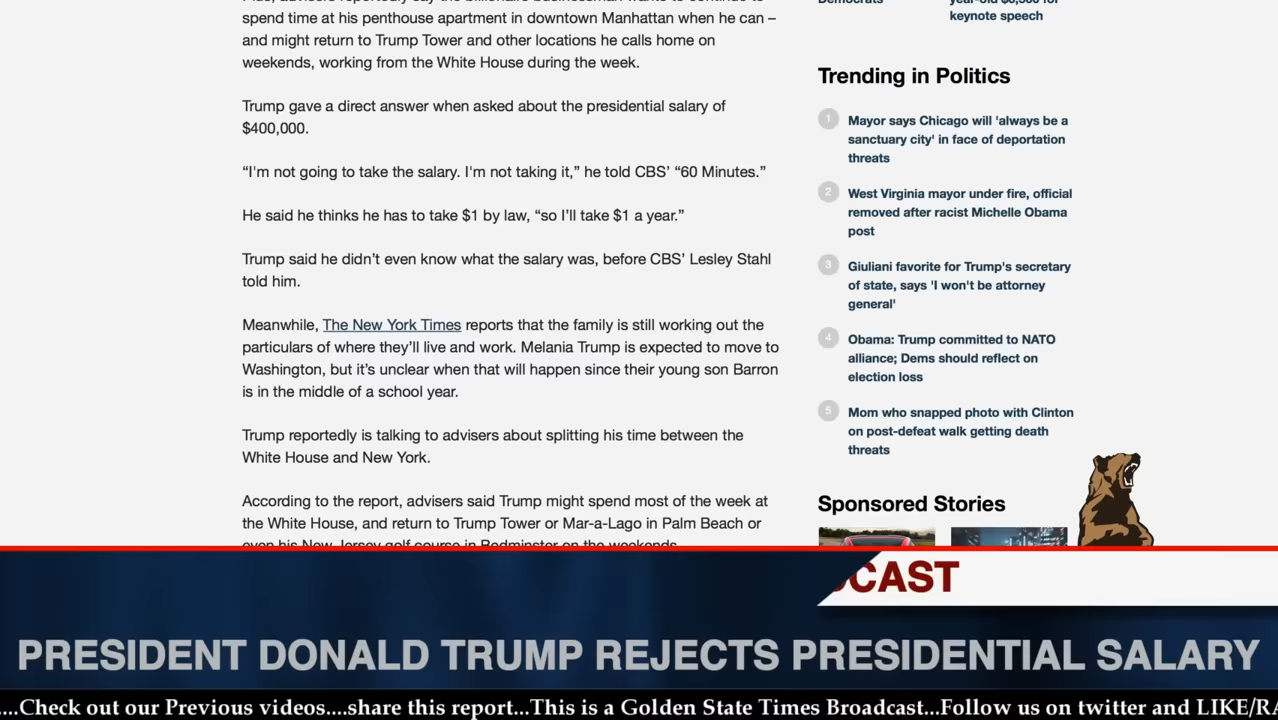 spend time at his penthouse apartment in downtown Manhattan when he can –
and might return to Trump Tower and other locations he calls home on
weekends, working from the White House during the week.
Trump gave a direct answer when asked about the presidential salary of
$400,000.
“I'm not going to take the salary. I'm not taking it,” he told CBS’ “60 Minutes.”
He said he thinks he has to take $1 by law, “so I’ll take $1 a year.”
Trump said he didn’t even know what the salary was, before CBS’ Lesley Stahl
told him.
Meanwhile, The New York Times reports that the family is still working out the
particulars of where they’ll live and work. Melania Trump is expected to move to
Washington, but it’s unclear when that will happen since their young son Barron
is in the middle of a school year.
Trump reportedly is talking to advisers about splitting his time between the
White House and New York.
According to the report, advisers said Trump might spend most of the week at
the White House, and return to Trump Tower or Mar-a-Lago in Palm Beach or
even his New Jersey golf course in Bedminster on the weekends.
keynote speech
Trending in Politics
1 Mayor says Chicago will 'always be a
sanctuary city' in face of deportation
threats
2 West Virginia mayor under fire, official
removed after racist Michelle Obama
post
3 Giuliani favorite for Trump's secretary
of state, says 'I won't be attorney
general'
4 Obama: Trump committed to NATO
alliance; Dems should reflect on
election loss
5 Mom who snapped photo with Clinton
on post-defeat walk getting death
threats
Sponsored Stories
CAST
PRESIDENT DONALD TRUMP REJECTS PRESIDENTIAL SALARY
....Check out our Previous videos....share this report...This is a Golden State Times Broadcast...Follow us on twitter and LIKE/RA